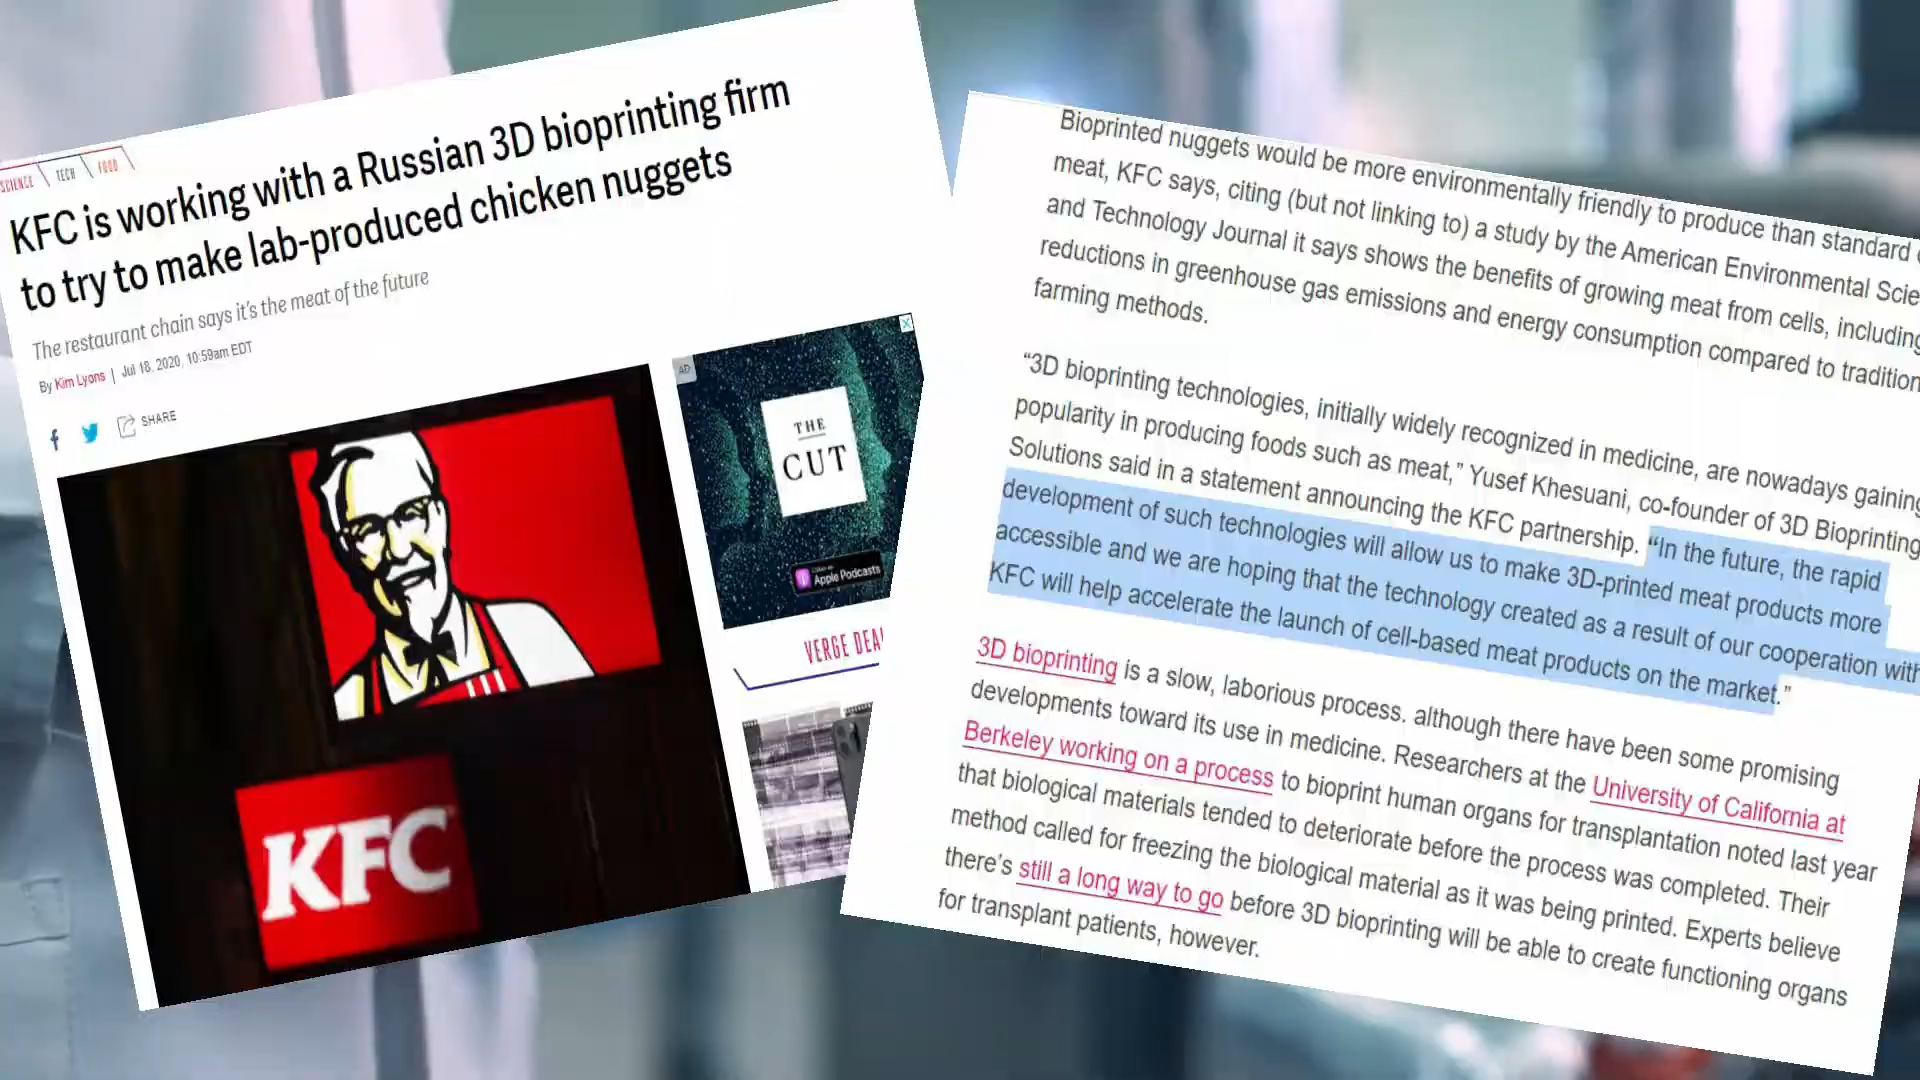 SCIENCE TECH FOOD
KFC is working with a Russian 3D bioprinting firm
to try to make lab-produced chicken nuggets
The restaurant chain says it's the meat of the future
By Kim Lyons | Jul 18, 2020, 10:59am EDT
SHARE
KFC
AD
THE
CUT
Apple Podcasts
VERGE DEA
Bioprinted nuggets would be more environmentally friendly to produce than standard
meat, KFC says, citing (but not linking to) a study by the American Environmental Scie
and Technology Journal it says shows the benefits of growing meat from cells, including
reductions in greenhouse gas emissions and energy consumption compared to tradition
farming methods.
“3D bioprinting technologies, initially widely recognized in medicine, are nowadays gaining
popularity in producing foods such as meat,” Yusef Khesuani, co-founder of 3D Bioprinting
Solutions said in a statement announcing the KFC partnership. “In the future, the rapid
development of such technologies will allow us to make 3D-printed meat products more
accessible and we are hoping that the technology created as a result of our cooperation with
KFC will help accelerate the launch of cell-based meat products on the market.”
3D bioprinting is a slow, laborious process, although there have been some promising
developments toward its use in medicine. Researchers at the University of California at
Berkeley working on a process to bioprint human organs for transplantation noted last year
that biological materials tended to deteriorate before the process was completed. Their
method called for freezing the biological material as it was being printed. Experts believe
there's still a long way to go before 3D bioprinting will be able to create functioning organs
for transplant patients, however.